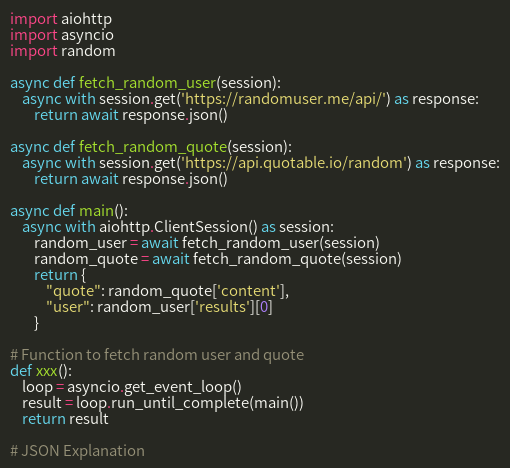 import aiohttp
import asyncio
import random

async def fetch_random_user(session):
    async with session.get('https://randomuser.me/api/') as response:
        return await response.json()

async def fetch_random_quote(session):
    async with session.get('https://api.quotable.io/random') as response:
        return await response.json()

async def main():
    async with aiohttp.ClientSession() as session:
        random_user = await fetch_random_user(session)
        random_quote = await fetch_random_quote(session)
        return {
            "quote": random_quote['content'],
            "user": random_user['results'][0]
        }

# Function to fetch random user and quote
def xxx():
    loop = asyncio.get_event_loop()
    result = loop.run_until_complete(main())
    return result

# JSON Explanation